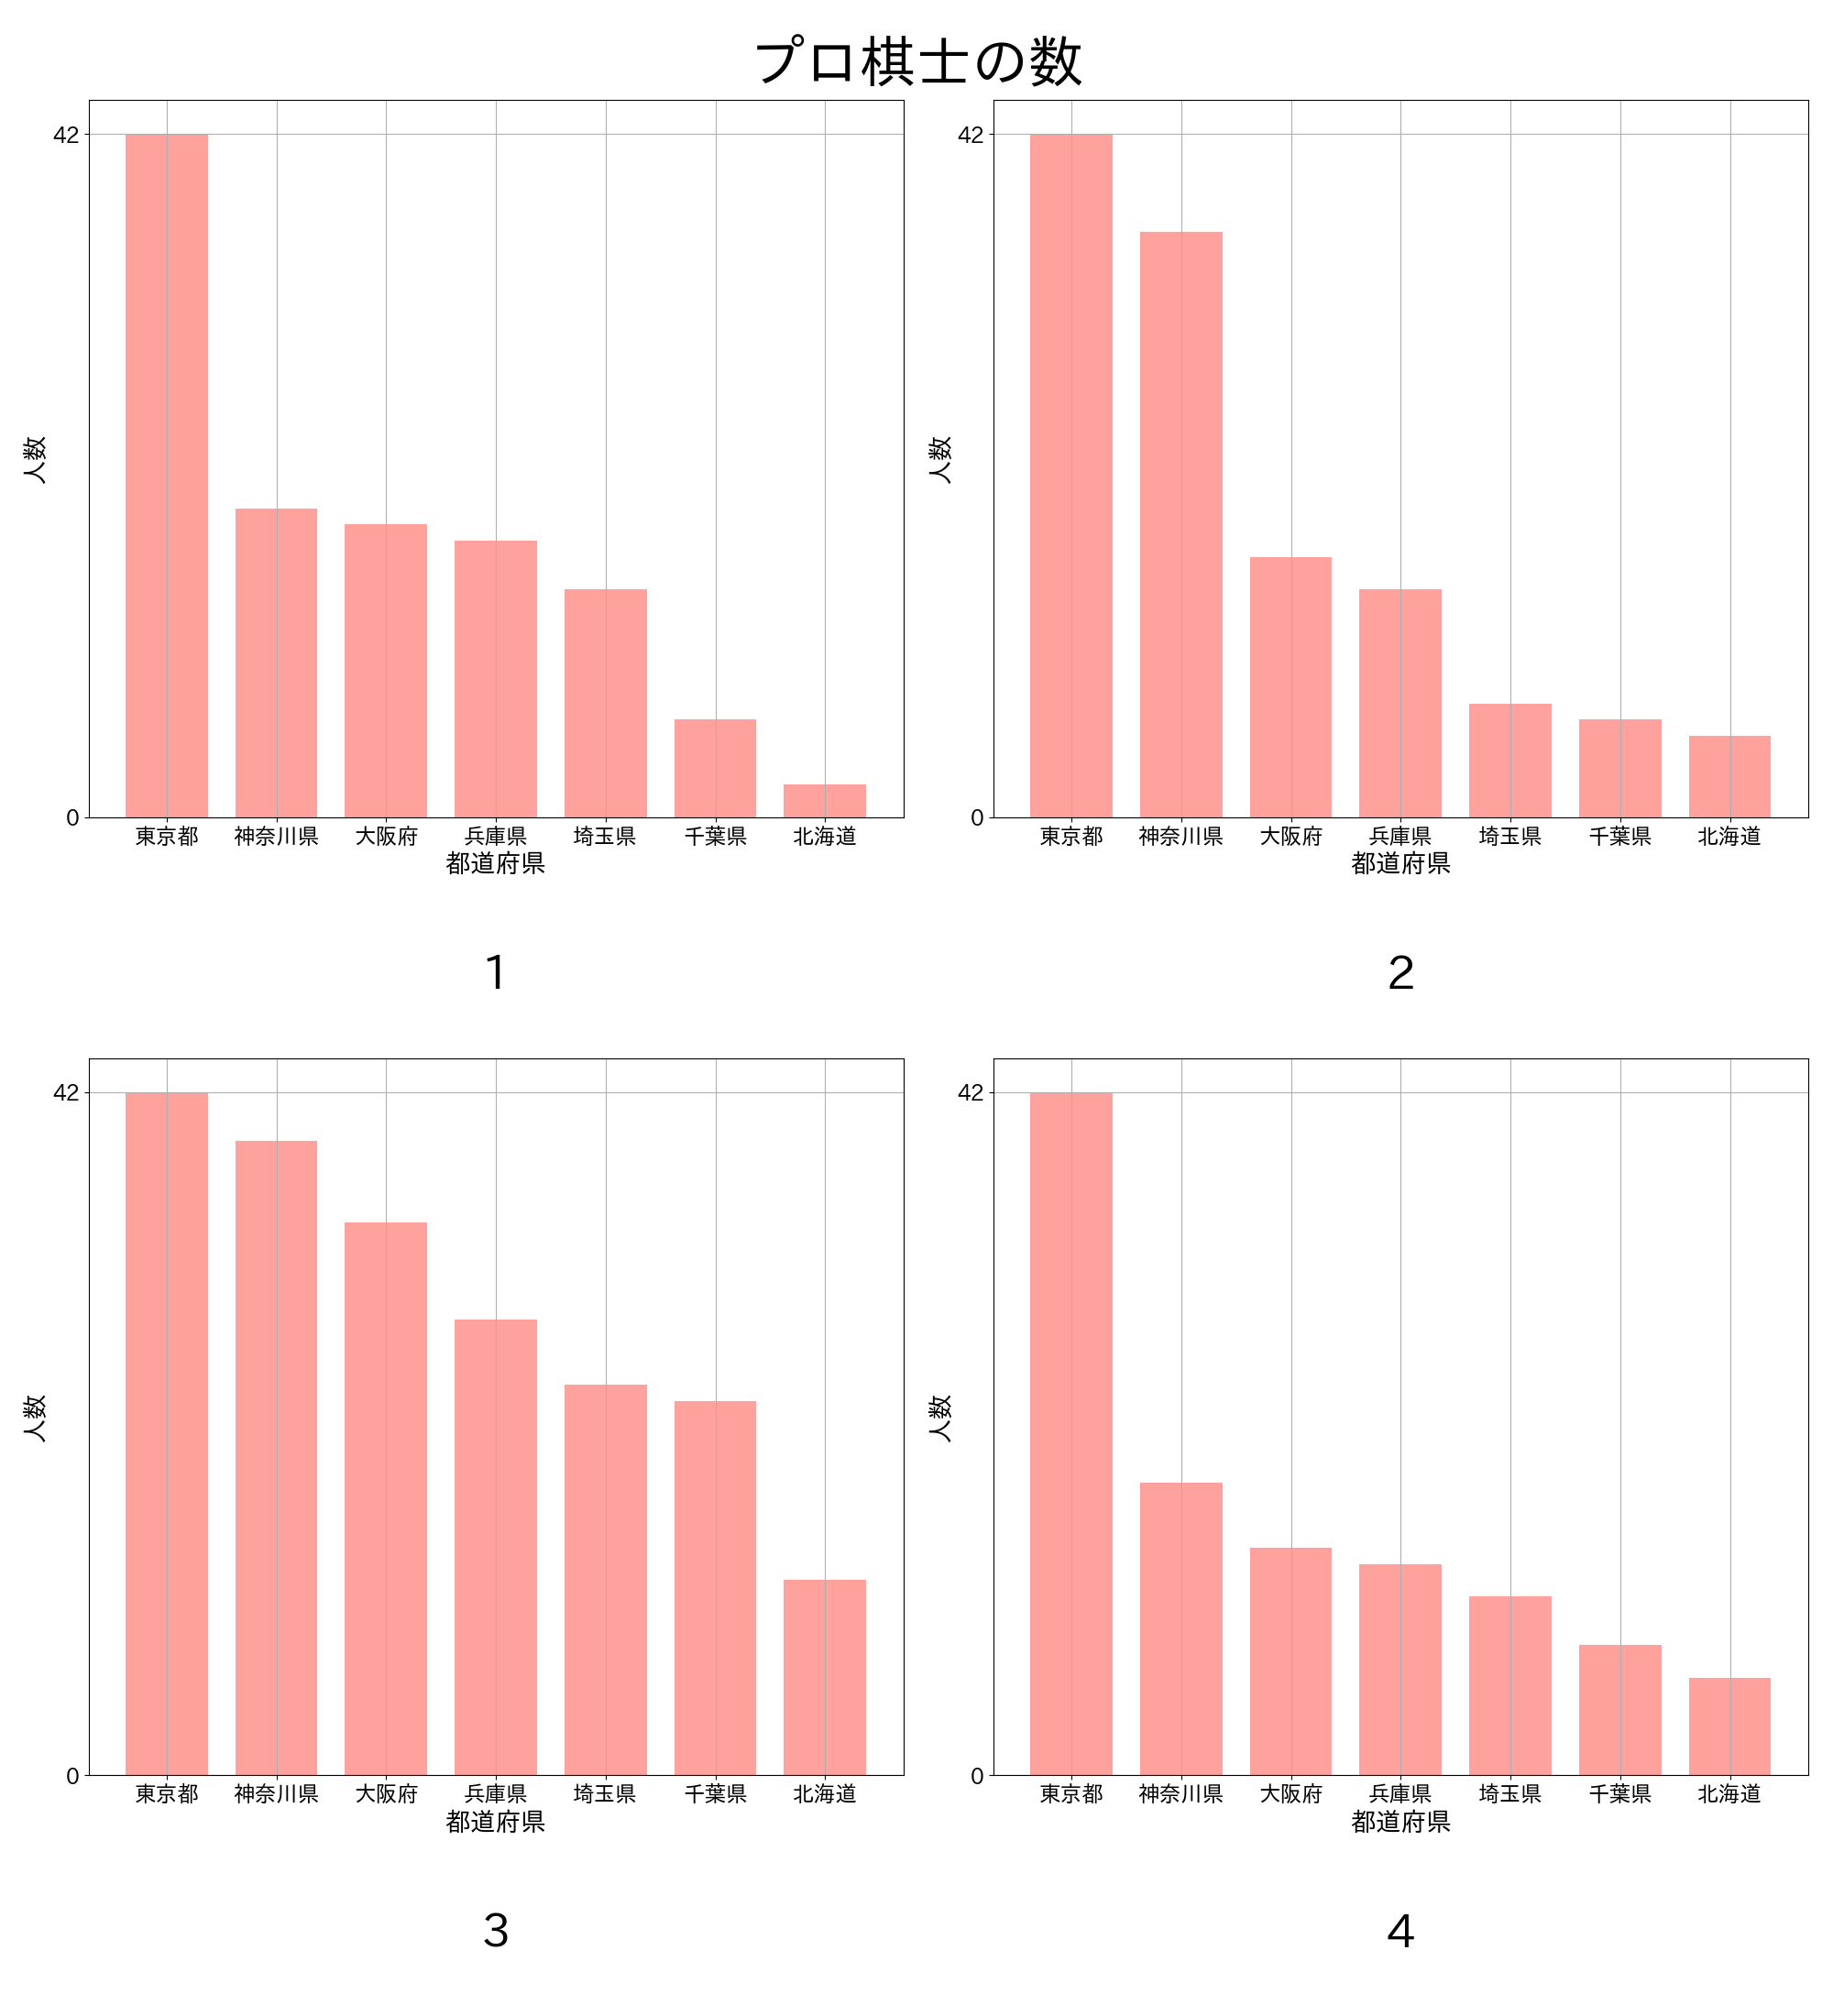 プロ棋士の数
42
0
人数
東京都 神奈川県 大阪府 兵庫県 埼玉県 千葉県 北海道
都道府県
1
42
0
人数
東京都 神奈川県 大阪府 兵庫県 埼玉県 千葉県 北海道
都道府県
2
42
0
人数
東京都 神奈川県 大阪府 兵庫県 埼玉県 千葉県 北海道
都道府県
3
42
0
人数
東京都 神奈川県 大阪府 兵庫県 埼玉県 千葉県 北海道
都道府県
4